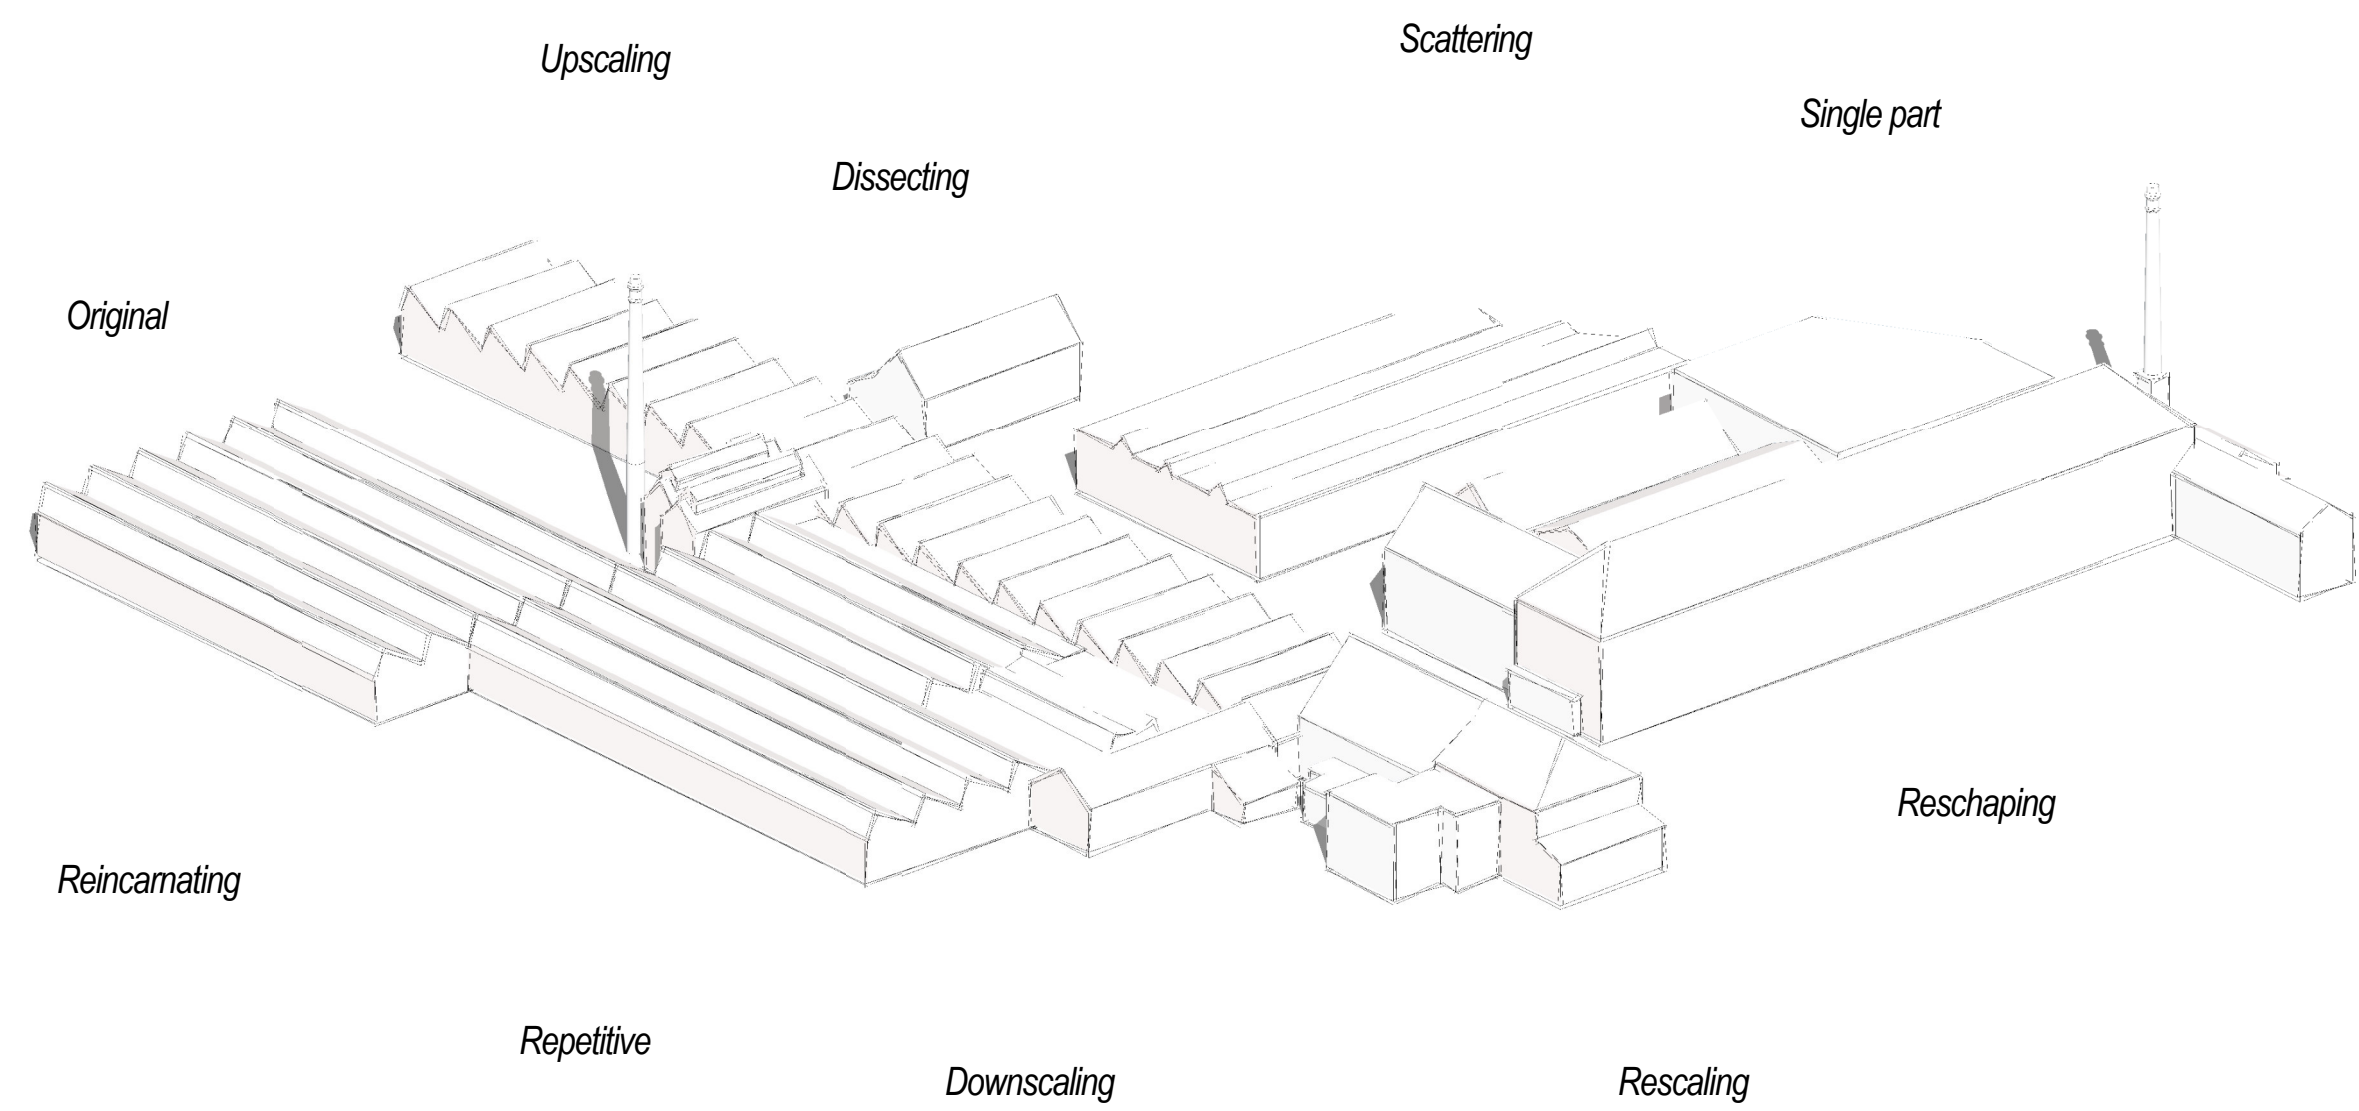 Scattering
Upscaling
Single part
Dissecting
Original
Reschaping
Reincarnating
Repetitive
Downscaling
Rescaling